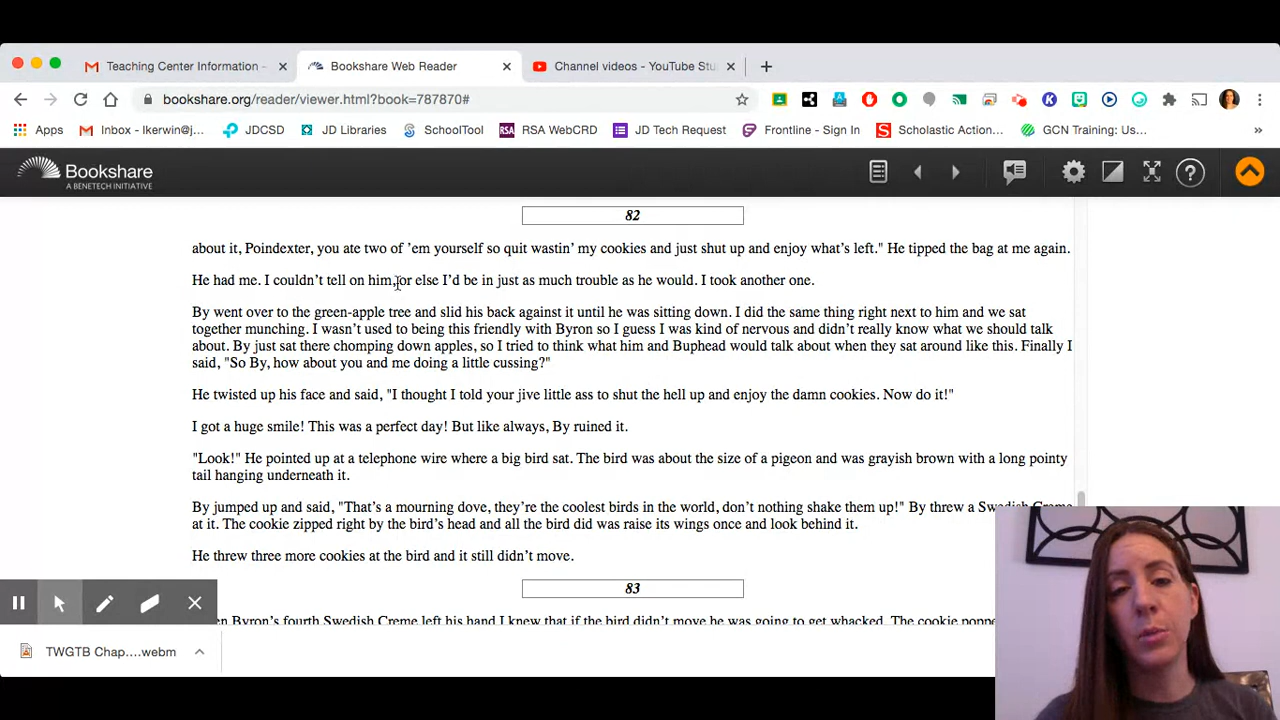 Teaching Center Information –
Bookshare Web Reader
Channel videos - YouTube Stu
bookshare.org/reader/viewer.html?book=787870#
Apps
Inbox - lkerwin@j...
JDCSD
JD Libraries
SchoolTool
RSA WebCRD
JD Tech Request
Frontline - Sign In
Scholastic Action...
GCN Training: Us...
»
Bookshare
A BENETECH INITIATIVE
82
about it, Poindexter, you ate two of ’em yourself so quit wastin’ my cookies and just shut up and enjoy what’s left." He tipped the bag at me again.
He had me. I couldn’t tell on him, or else I’d be in just as much trouble as he would. I took another one.
By went over to the green-apple tree and slid his back against it until he was sitting down. I did the same thing right next to him and we sat
together munching. I wasn’t used to being this friendly with Byron so I guess I was kind of nervous and didn’t really know what we should talk
about. By just sat there chomping down apples, so I tried to think what him and Buphead would talk about when they sat around like this. Finally I
said, "So By, how about you and me doing a little cussing?"
He twisted up his face and said, "I thought I told your jive little ass to shut the hell up and enjoy the damn cookies. Now do it!"
I got a huge smile! This was a perfect day! But like always, By ruined it.
"Look!" He pointed up at a telephone wire where a big bird sat. The bird was about the size of a pigeon and was grayish brown with a long pointy
tail hanging underneath it.
By jumped up and said, "That’s a mourning dove, they’re the coolest birds in the world, don’t nothing shake them up!" By threw a Swedish Creme
at it. The cookie zipped right by the bird’s head and all the bird did was raise its wings once and look behind it.
He threw three more cookies at the bird and it still didn’t move.
83
Byron’s fourth Swedish Creme left his hand I knew that if the bird didn’t move he was going to get whacked. The cookie
TWGTB Chap....webm